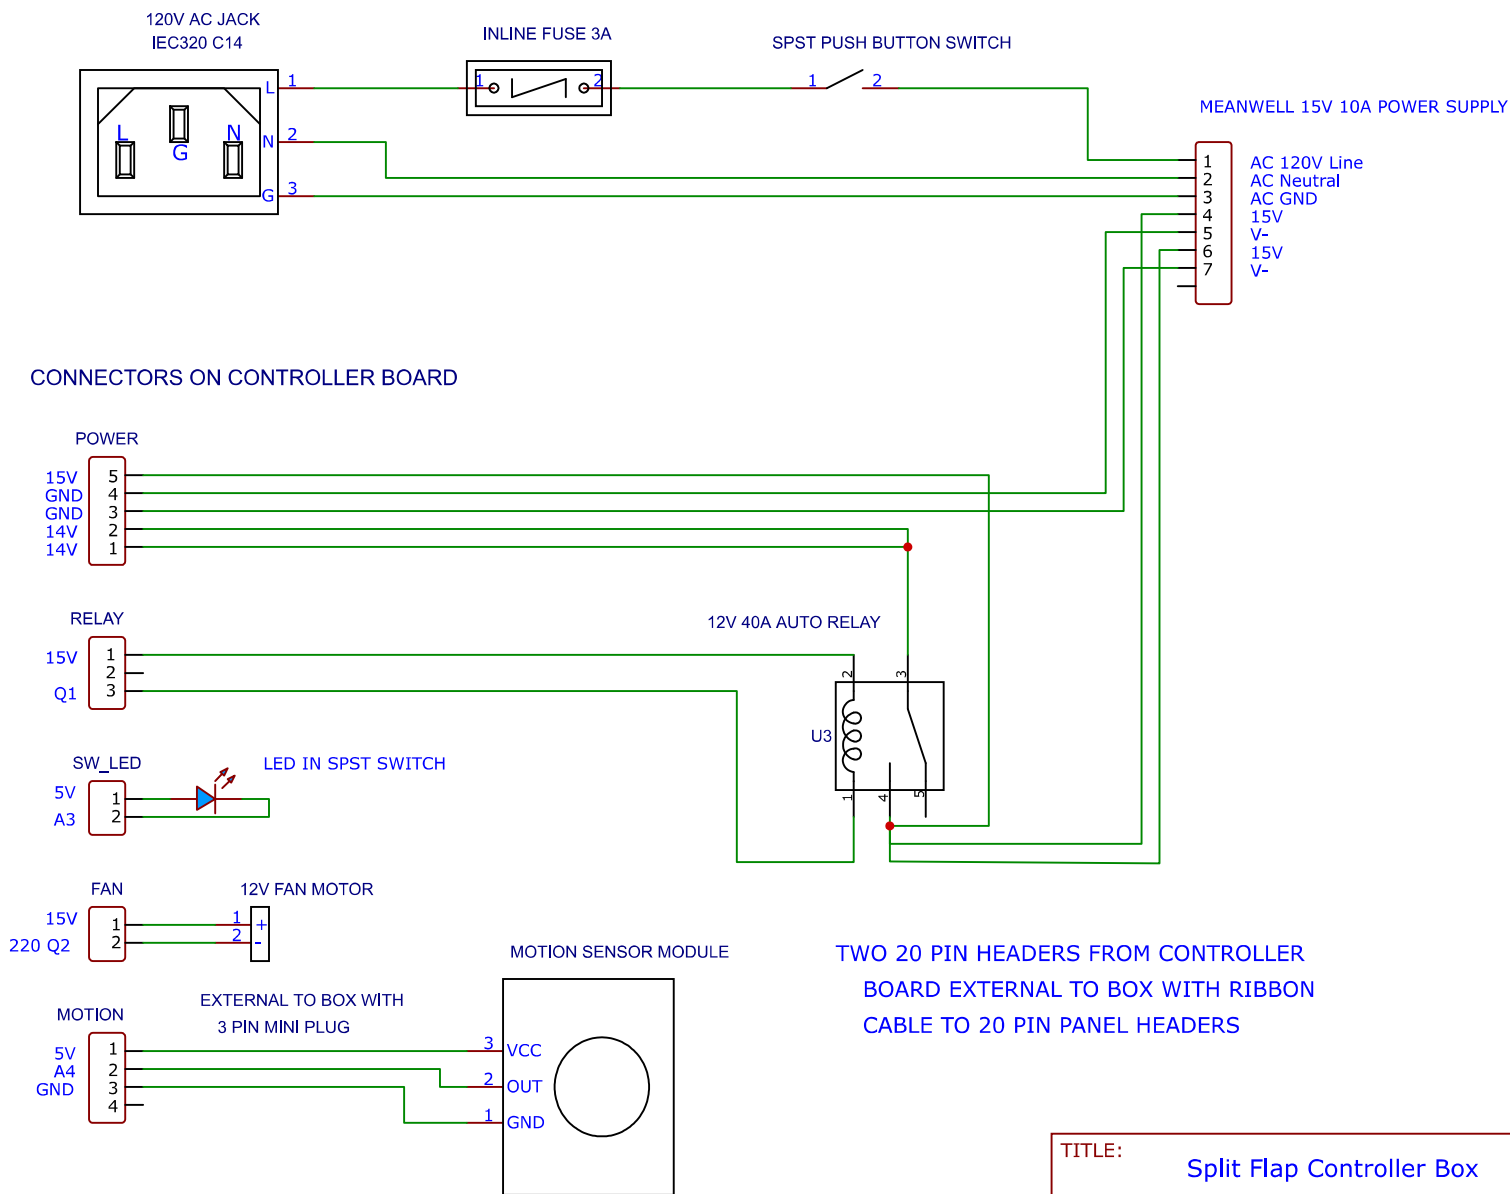 120V AC JACK
IEC320 C14
INLINE FUSE 3A
SPST PUSH BUTTON SWITCH
MEANWELL 15V 10A POWER SUPPLY
L 1
N 2
G 3
L
G
N
1 2
1 2
1 AC 120V Line
2 AC Neutral
3 AC GND
4 15V
5 V-
6 15V
7 V-
CONNECTORS ON CONTROLLER BOARD
POWER
15V 5
GND 4
GND 3
14V 2
14V 1
RELAY
15V 1
2
Q1 3
12V 40A AUTO RELAY
2 3
U3
1 4 5
SW_LED
LED IN SPST SWITCH
5V 1
A3 2
FAN
12V FAN MOTOR
15V 1 1 +
220 Q2 2 2 -
MOTION SENSOR MODULE
EXTERNAL TO BOX WITH
3 PIN MINI PLUG
MOTION
5V 1
A4 2
GND 3
4
3 VCC
2 OUT
1 GND
TWO 20 PIN HEADERS FROM CONTROLLER
BOARD EXTERNAL TO BOX WITH RIBBON
CABLE TO 20 PIN PANEL HEADERS
TITLE:
Split Flap Controller Box